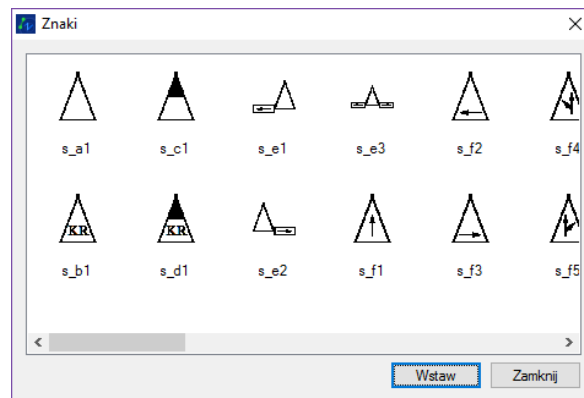 Znaki
s_a1 s_c1 s_e1 s_e3 s_f2 s_f4
KR KR
s_b1 s_d1 s_e2 s_f1 s_f3 s_f5
Wstaw Zamknij